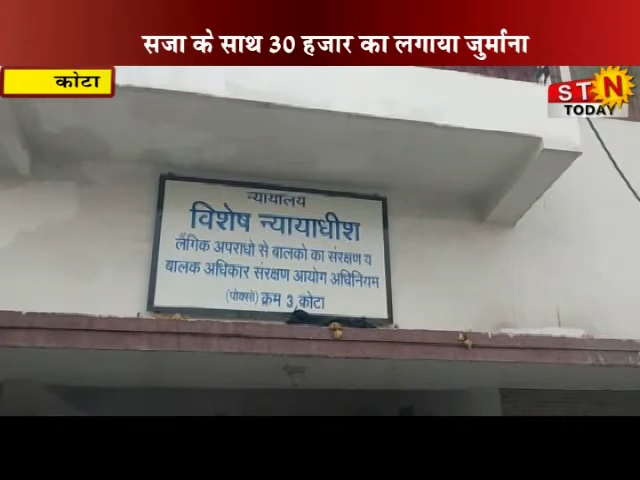 सजा के साथ 30 हजार का लगाया जुर्माना
कोटा
STN
TODAY
न्यायालय
विशेष न्यायाधीश
लैंगिक अपराधो से बालको का संरक्षण व
बालक अधिकार संरक्षण आयोग अधिनियम
(पोक्सो) क्रम 3, कोटा